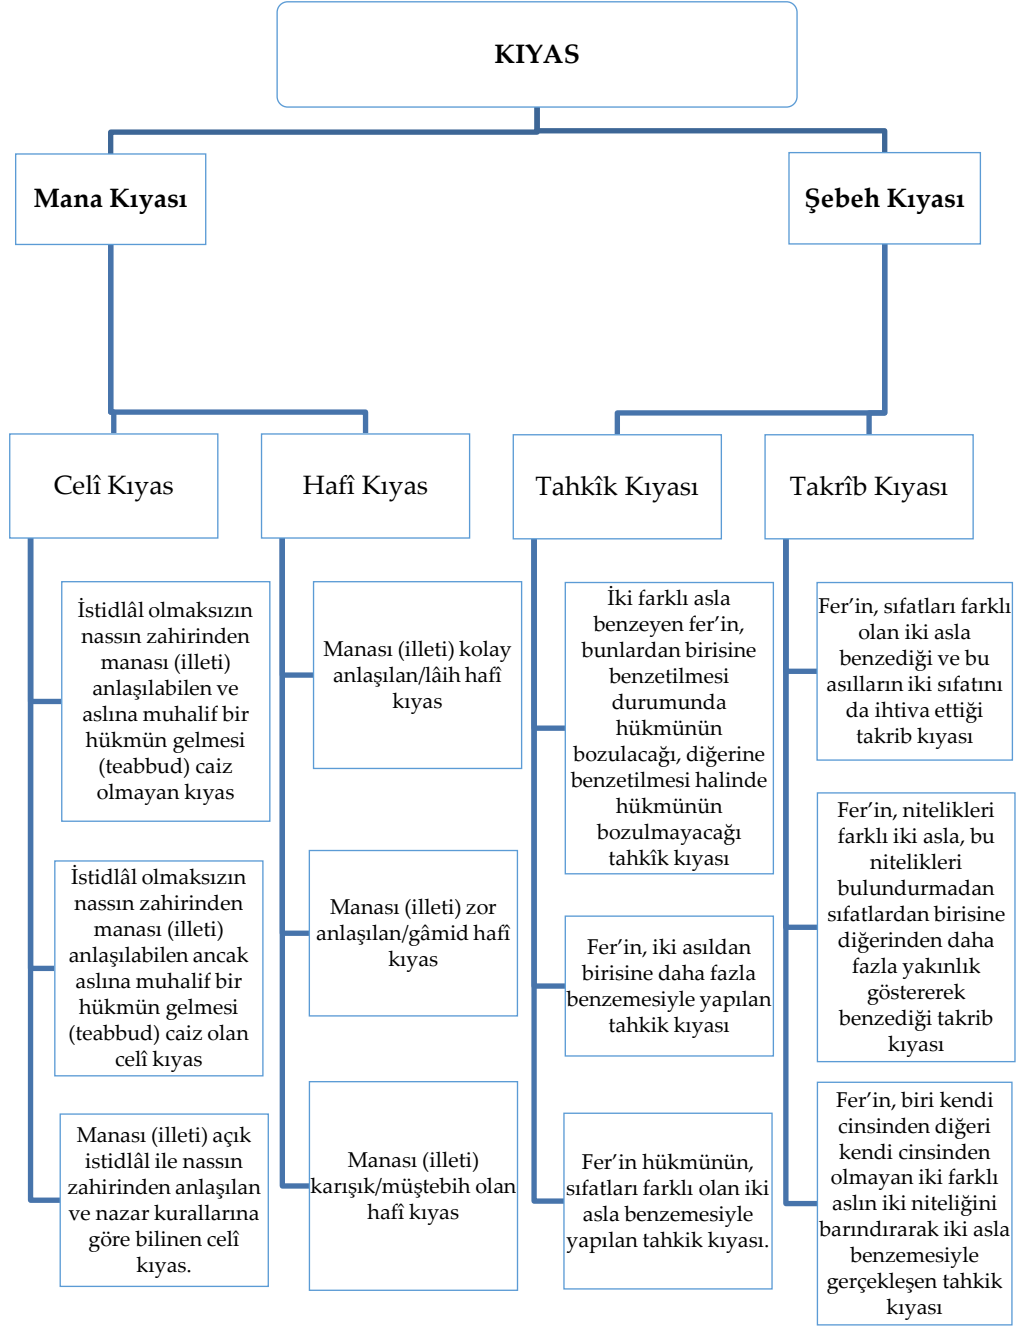 KIYAS
Mana Kıyası
Şebeh Kıyası
Celî Kıyas
Hafî Kıyas
Tahkîk Kıyası
Takrîb Kıyası
İstidlâl olmaksızın
nassın zahirinden
manası (illeti)
anlaşılabilen ve
aslına muhalif bir
hükmün gelmesi
(teabbud) caiz
olmayan kıyas
İstidlâl olmaksızın
nassın zahirinden
manası (illeti)
anlaşılabilen ancak
aslına muhalif bir
hükmün gelmesi
(teabbud) caiz olan
celî kıyas
Manası (illeti) açık
istidlâl ile nassın
zahirinden anlaşılan
ve nazar kurallarına
göre bilinen celî
kıyas.
Manası (illeti) kolay
anlaşılan/lâih hafî
kıyas
Manası (illeti) zor
anlaşılan/gâmid hafî
kıyas
Manası (illeti)
karışık/müştebih olan
hafî kıyas
İki farklı asla
benzeyen fer’in,
bunlardan birisine
benzetilmesi
durumunda
hükmünün
bozulacağı, diğerine
benzetilmesi halinde
hükmünün
bozulmayacağı
tahkîk kıyası
Fer’in, iki asıldan
birisine daha fazla
benzemesiyle yapılan
tahkik kıyası
Fer’in hükmünün,
sıfatları farklı olan iki
asla benzemesiyle
yapılan tahkik kıyası.
Fer’in, sıfatları farklı
olan iki asla
benzediği ve bu
asılların iki sıfatını
da ihtiva ettiği
takrib kıyası
Fer’in, nitelikleri
farklı iki asla, bu
nitelikleri
bulundurmadan
sıfatlardan birisine
diğerinden daha
fazla yakınlık
göstererek
benzediği takrib
kıyası
Fer’in, biri kendi
cinsinden diğeri
kendi cinsinden
olmayan iki farklı
aslın iki niteliğini
barındırarak iki asla
benzemesiyle
gerçekleşen tahkik
kıyası